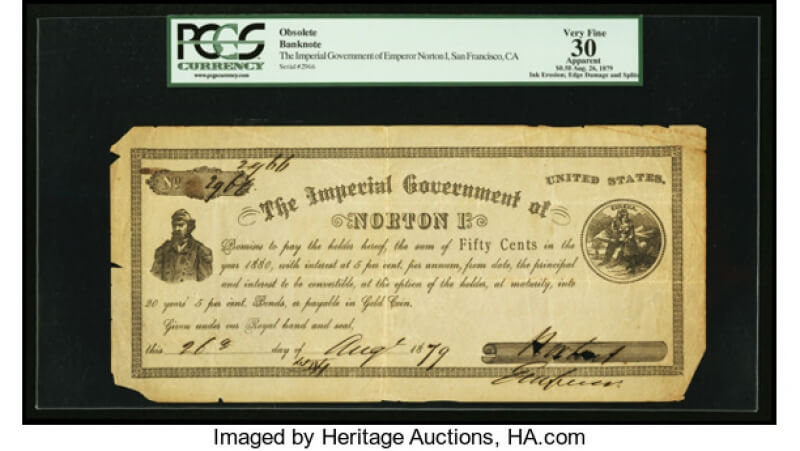 PCGS
CURRENCY
www.pcgscurrency.com
Obsolete
Banknote
The Imperial Government of Emperor Norton I, San Francisco, CA
Serial#2966
Very Fine
30
Apparent
$0.50 Aug. 26, 1879
Ink Erosion; Edge Damage and Splits
2966
No. 2966
UNITED STATES,
The Imperial Government of
NORTON I.
EUREKA
Promises to pay the holder hereof, the sum of Fifty Cents in the
year 1880, with interest at 5 per cent. per annum, from date, the principal
and interest to be convertible, at the option of the holder, at maturity, into
20 years' 5 per cent. Bonds, or payable in Gold Coin.
Given under our Royal hand and seal,
this 26 day of Augt 1879
Norton I
Emperor.
Imaged by Heritage Auctions, HA.com